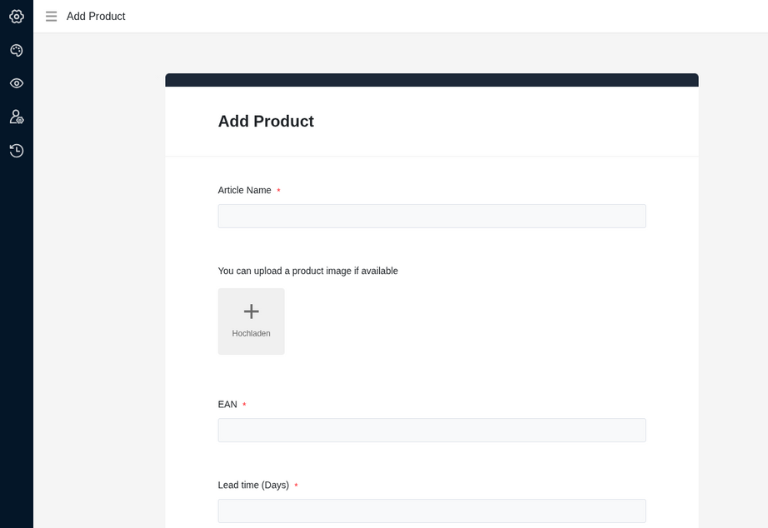 Add Product
Add Product
Article Name *
You can upload a product image if available
Hochladen
EAN *
Lead time (Days) *